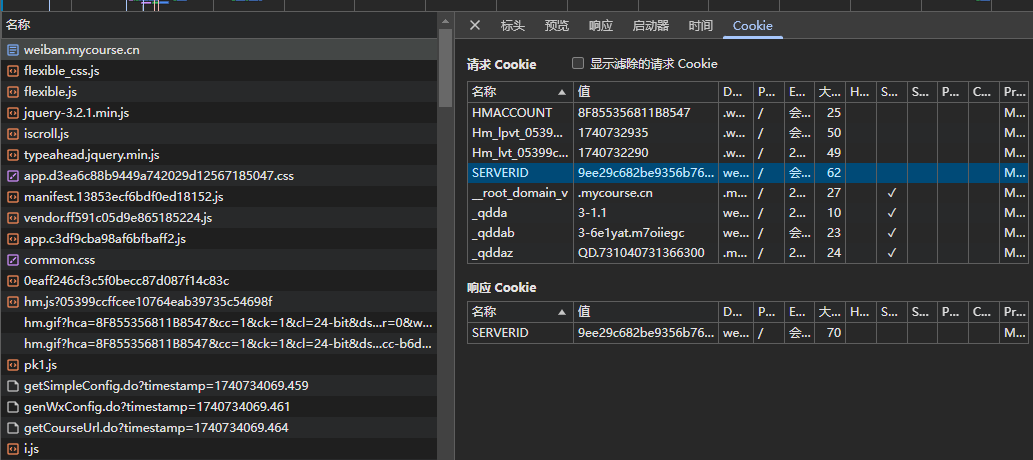 名称
weiban.mycourse.cn
flexible_css.js
flexible.js
jquery-3.2.1.min.js
iscroll.js
typeahead.jquery.min.js
app.d3ea6c88b9449a742029d12567185047.css
manifest.13853ecf6bdf0ed18152.js
vendor.ff591c05d9e865185224.js
app.c3df9cba98af6bfbaff2.js
common.css
0eaff246cf3c5f0becc87d087f14c83c
hm.js?05399ccffcee10764eab39735c54698f
hm.gif?hca=8F855356811B8547&cc=1&ck=1&cl=24-bit&ds...r=0&w...
hm.gif?hca=8F855356811B8547&cc=1&ck=1&cl=24-bit&ds...cc-b6d...
pk1.js
getSimpleConfig.do?timestamp=1740734069.459
genWxConfig.do?timestamp=1740734069.461
getCourseUrl.do?timestamp=1740734069.464
i.js
标头 预览 响应 启动器 时间 Cookie
请求 Cookie 显示滤除的请求 Cookie
名称 值 D... P... E... 大... H... S... S... P... C... Pr...
HMACCOUNT 8F855356811B8547 .w... / 会... 25 M...
Hm_lpvt_0539... 1740732935 .w... / 会... 50 M...
Hm_lvt_05399c... 1740732290 .w... / 2... 49 M...
SERVERID 9ee29c682be9356b76... we... / 会... 62 M...
__root_domain_v .mycourse.cn .m... / 2... 27 ✓ M...
_qdda 3-1.1 we... / 2... 10 ✓ M...
_qddab 3-6e1yat.m7oiiegc we... / 会... 23 ✓ M...
_qddaz QD.731040731366300 .m... / 2... 24 ✓ M...
响应 Cookie
名称 值 D... P... E... 大... H... S... S... P... C... Pr...
SERVERID 9ee29c682be9356b76... we... / 会... 70 M...